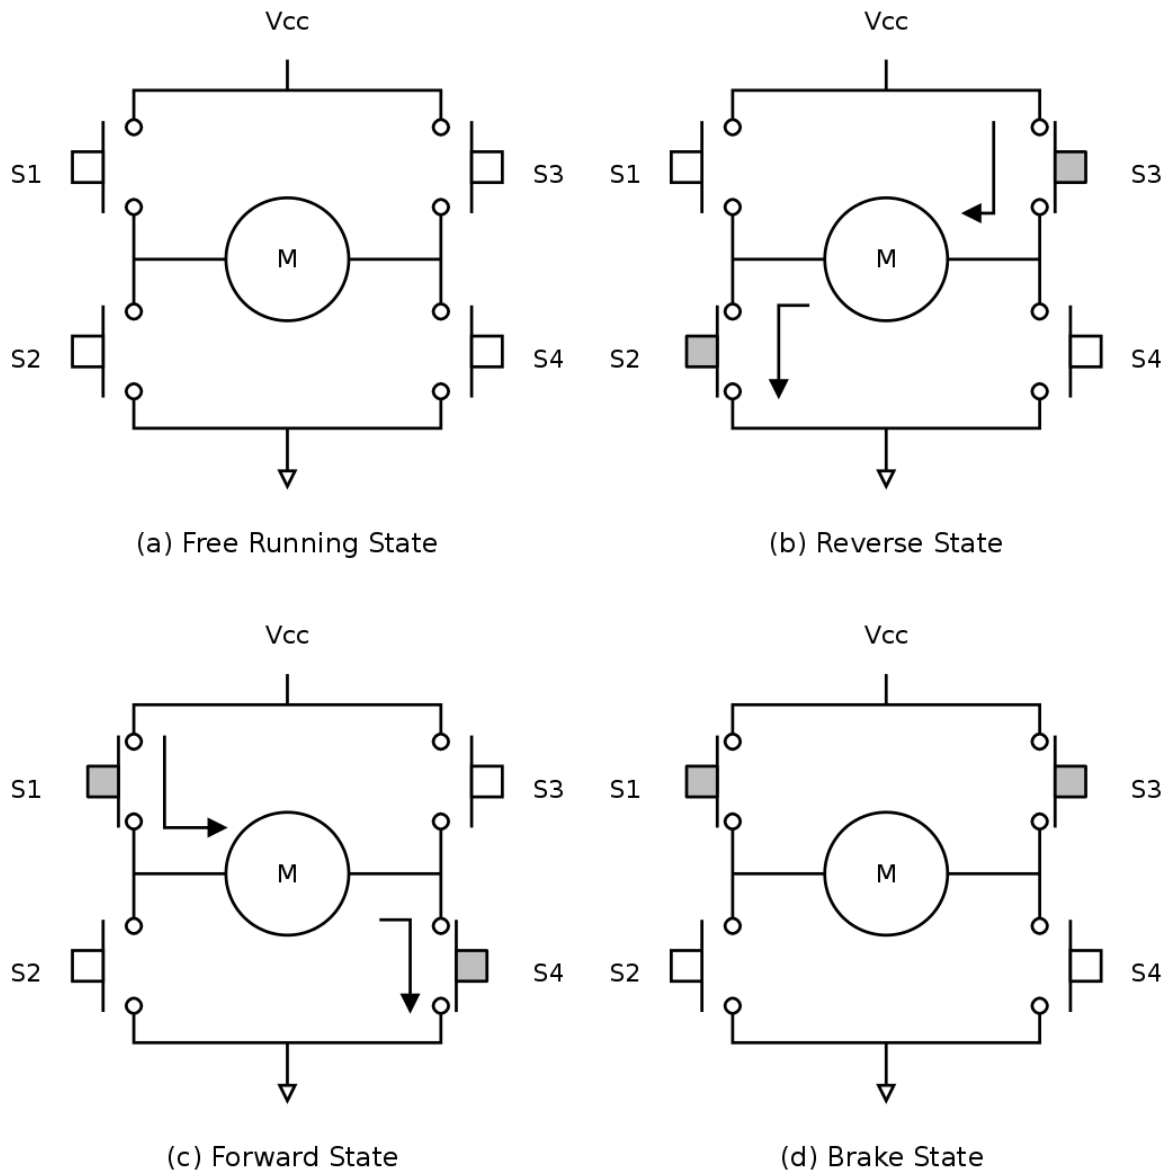 Vcc
Vcc
S1
S3
S1
S3
M
M
S2
S4
S2
S4
(a) Free Running State
(b) Reverse State
Vcc
Vcc
S1
S3
S1
S3
M
M
S2
S4
S2
S4
(c) Forward State
(d) Brake State